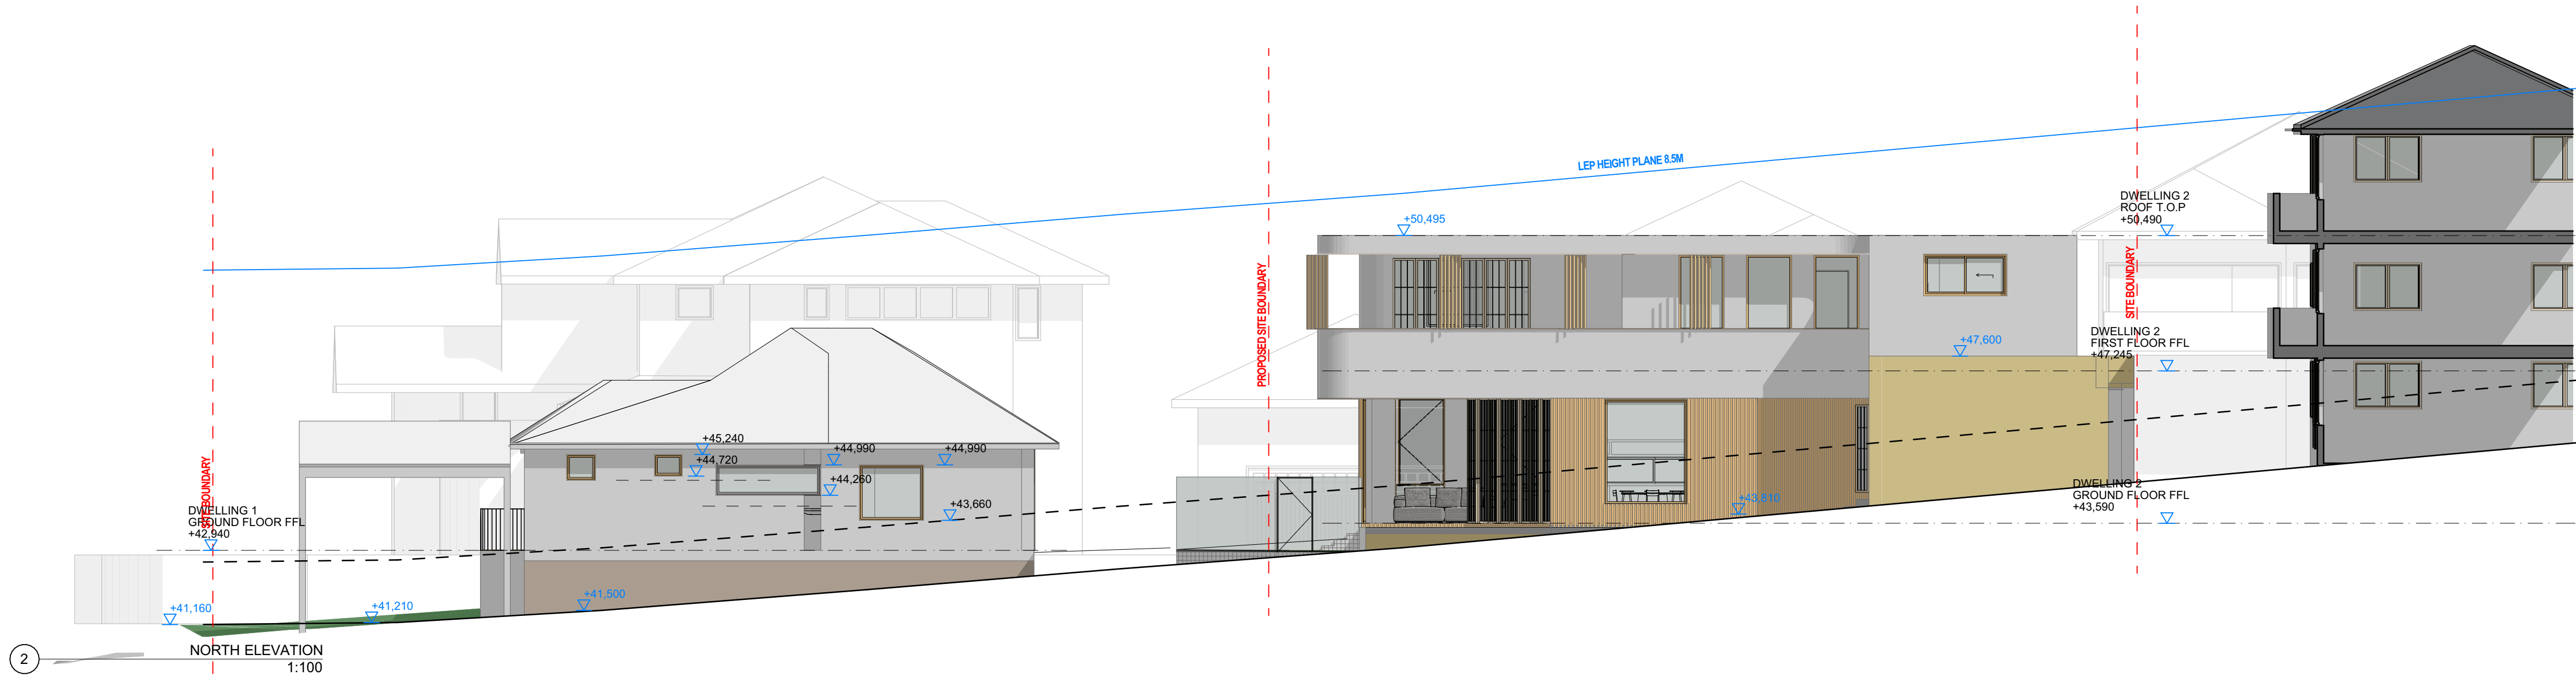 LEP HEIGHT PLANE 8.5M
DWELLING 2
ROOF T.O.P
+50,490
+50,495
SITE BOUNDARY
PROPOSED SITE BOUNDARY
DWELLING 2
FIRST FLOOR FFL
+47,245
+47,600
+45,240
+44,720
+44,990
+44,990
+44,260
+43,660
SITE BOUNDARY
DWELLING 1
GROUND FLOOR FFL
+42,940
+43,810
DWELLING 2
GROUND FLOOR FFL
+43,590
+41,160
+41,210
+41,500
2
NORTH ELEVATION
1:100